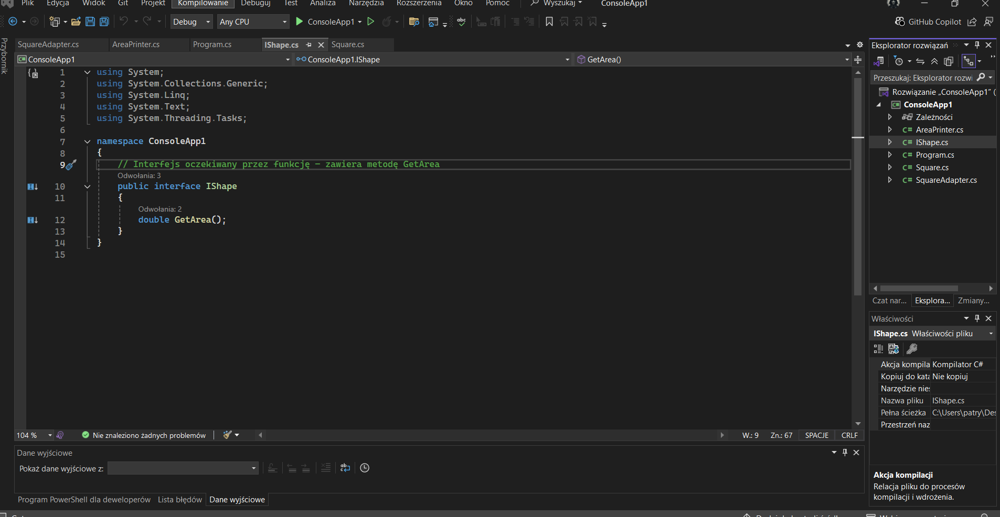 Plik Edycja Widok Git Projekt Kompilowanie Debuguj Test Analiza Narzędzia Rozszerzenia Okno Pomoc Wyszukaj ConsoleApp1
Debug Any CPU ConsoleApp1 abc GitHub Copilot
Przybornik
SquareAdapter.cs AreaPrinter.cs Program.cs IShape.cs Square.cs
C# ConsoleApp1 ConsoleApp1.IShape GetArea()
1 using System;
2 using System.Collections.Generic;
3 using System.Linq;
4 using System.Text;
5 using System.Threading.Tasks;
6
7 namespace ConsoleApp1
8 {
9 // Interfejs oczekiwany przez funkcję – zawiera metodę GetArea
Odwołania: 3
10 public interface IShape
11 {
Odwołania: 2
12 double GetArea();
13 }
14 }
15
104 % Nie znaleziono żadnych problemów W.: 9 Zn.: 67 SPACJE CRLF
Dane wyjściowe
Pokaż dane wyjściowe z:
Program PowerShell dla deweloperów Lista błędów Dane wyjściowe
Eksplorator rozwiązań
Przeszukaj: Eksplorator rozwi
Rozwiązanie „ConsoleApp1” (
C# ConsoleApp1
Zależności
C# AreaPrinter.cs
C# IShape.cs
C# Program.cs
C# Square.cs
C# SquareAdapter.cs
Czat nar... Eksplora... Zmiany...
Właściwości
IShape.cs Właściwości pliku
Akcja kompila Kompilator C#
Kopiuj do kata Nie kopiuj
Narzędzie nies
Nazwa pliku IShape.cs
Pełna ścieżka C:\Users\patry\Des
Przestrzeń naz
Akcja kompilacji
Relacja pliku do procesów
kompilacji i wdrożenia.